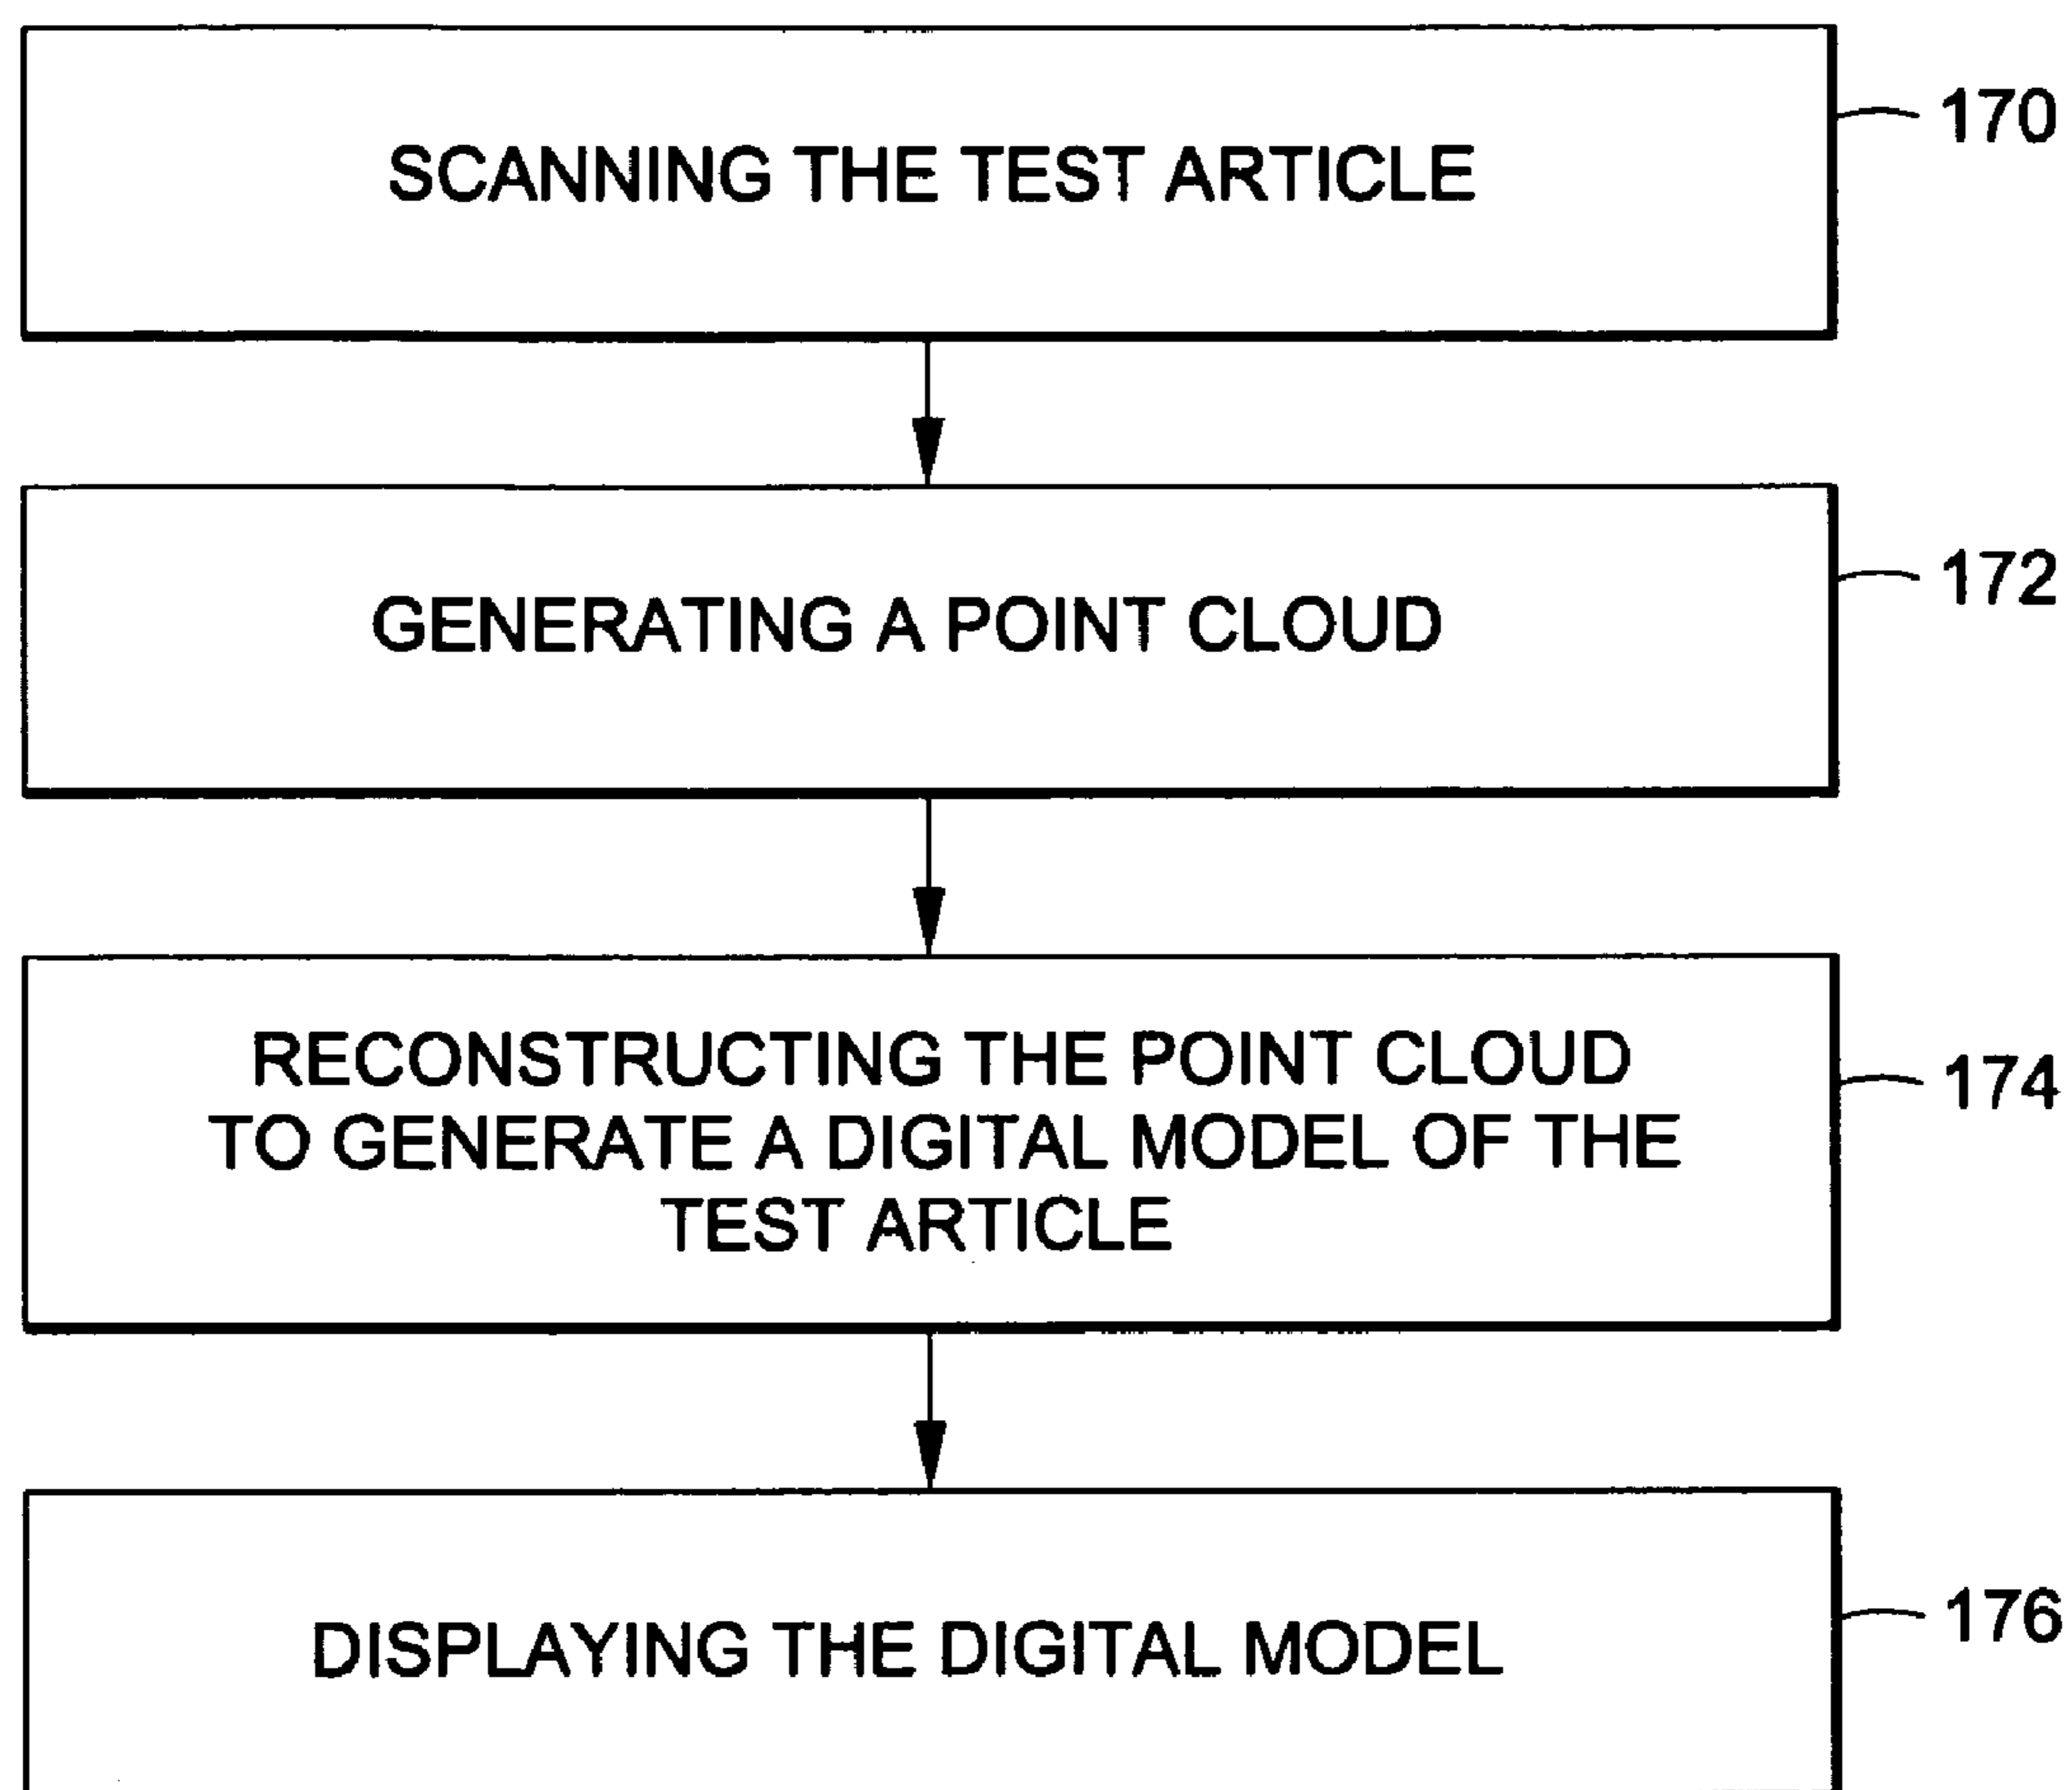 SCANNING THE TEST ARTICLE
170
GENERATING A POINT CLOUD
172
RECONSTRUCTING THE POINT CLOUD
TO GENERATE A DIGITAL MODEL OF THE
TEST ARTICLE
174
DISPLAYING THE DIGITAL MODEL
176